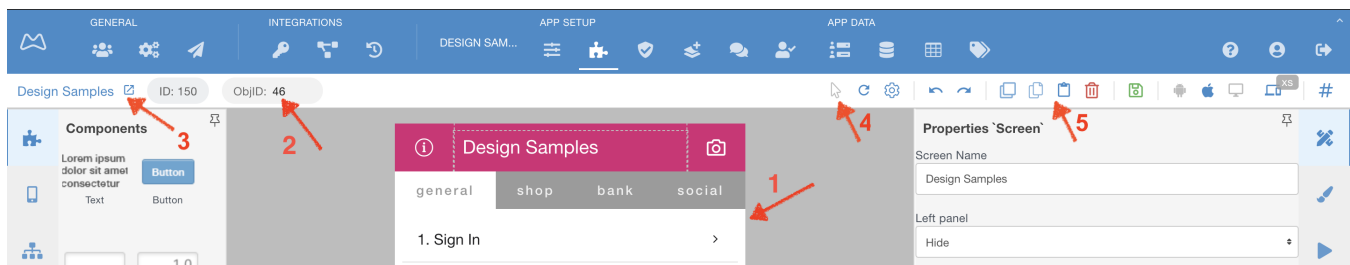 GENERAL
INTEGRATIONS
APP SETUP
APP DATA
DESIGN SAM...
Design Samples
ID: 150
ObjID: 46
XS
#
3
2
4
5
Components
Lorem ipsum
dolor sit amet
consectetur
Button
Text
Button
1.0
Design Samples
general
shop
bank
social
1
1. Sign In
Properties `Screen`
Screen Name
Design Samples
Left panel
Hide